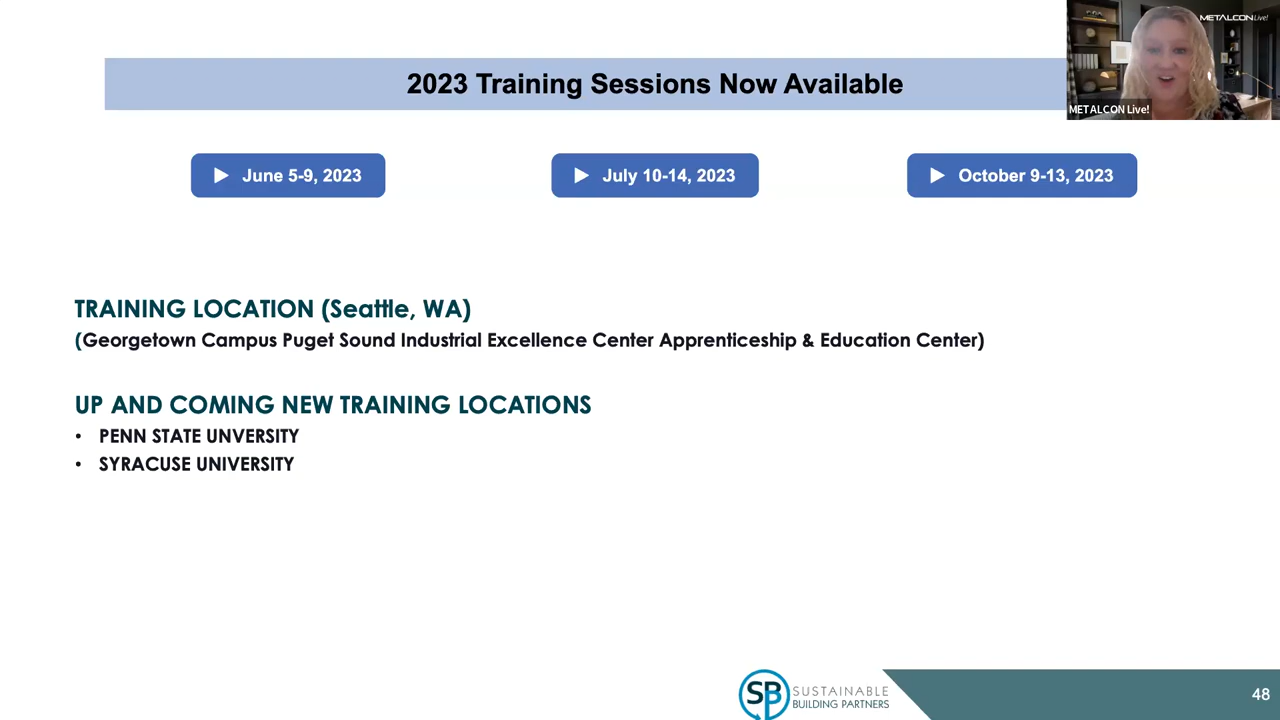 2023 Training Sessions Now Available
METALCON Live!
METALCON Live!
June 5-9, 2023
July 10-14, 2023
October 9-13, 2023
TRAINING LOCATION (Seattle, WA)
(Georgetown Campus Puget Sound Industrial Excellence Center Apprenticeship & Education Center)
UP AND COMING NEW TRAINING LOCATIONS
• PENN STATE UNVERSITY
• SYRACUSE UNIVERSITY
SBP
SUSTAINABLE
BUILDING PARTNERS
48